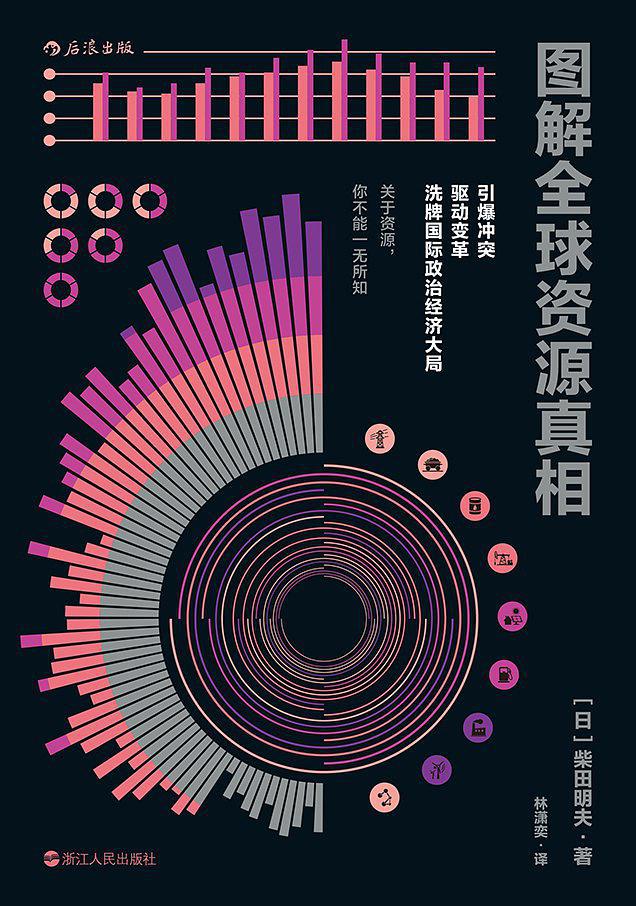 后浪出版
图解全球资源真相
引爆冲突
驱动变革
洗牌国际政治经济大局
关于资源，
你不能一无所知
［日］柴田明夫·著
林潇奕·译
浙江人民出版社